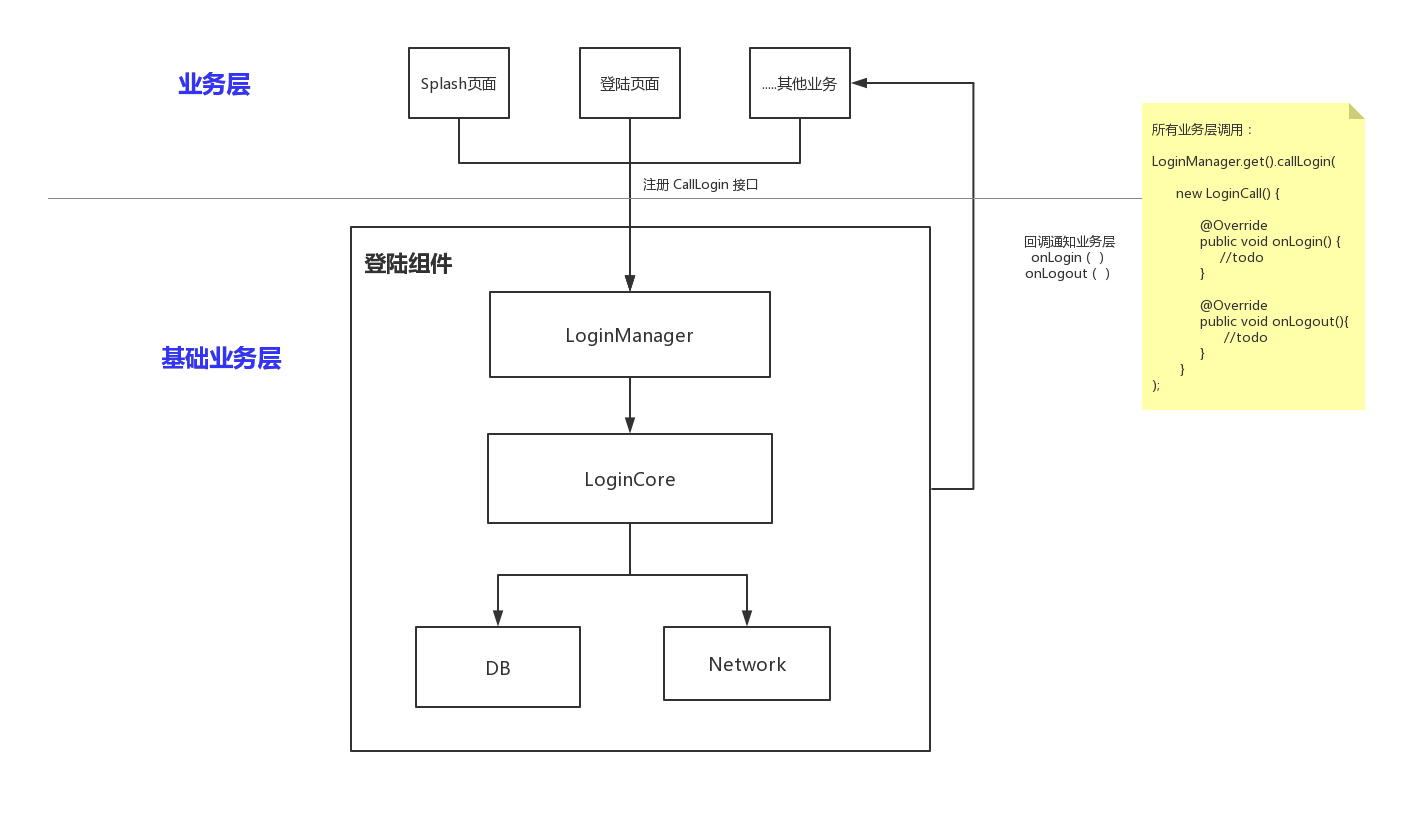 业务层
Splash页面
登陆页面
.....其他业务
注册 CallLogin 接口
所有业务层调用：
LoginManager.get().callLogin(
new LoginCall() {
@Override
public void onLogin() {
//todo
}
@Override
public void onLogout(){
//todo
}
}
);
回调通知业务层
onLogin（ ）
onLogout（ ）
登陆组件
基础业务层
LoginManager
LoginCore
DB
Network